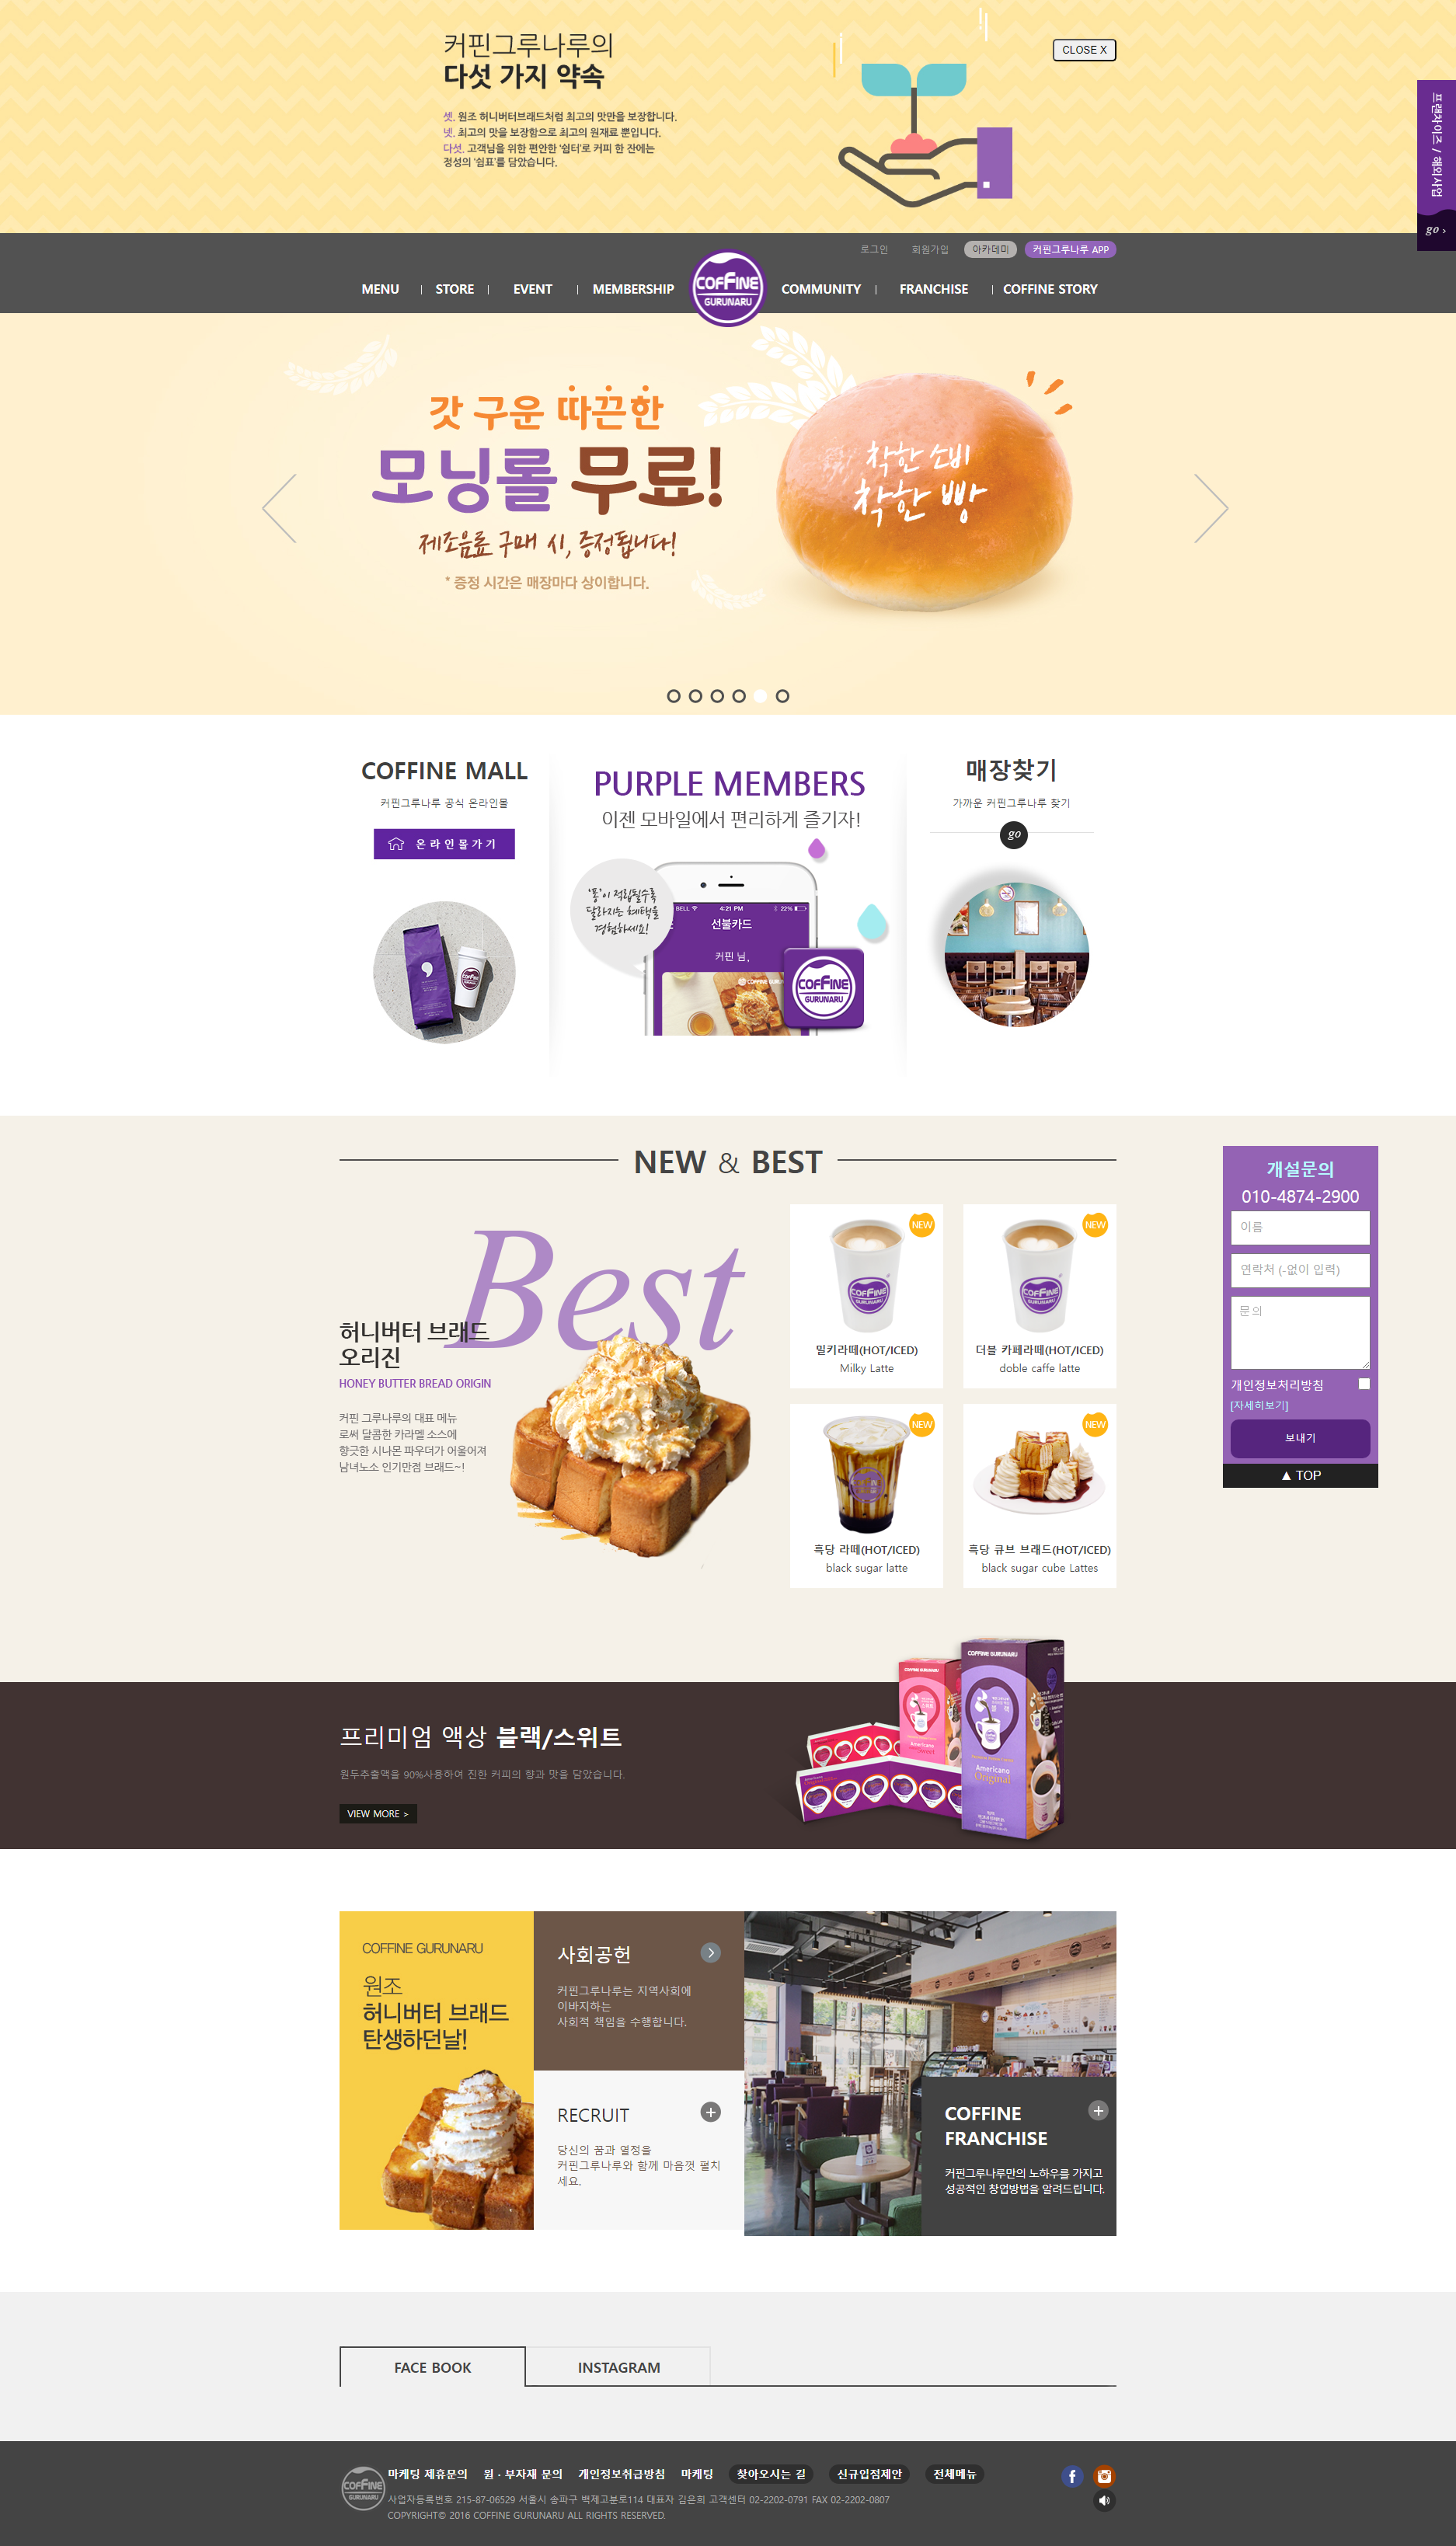 커핀그루나루의
다섯 가지 약속
셋. 원조 허니버터브래드처럼 최고의 맛만을 보장합니다.
넷. 최고의 맛을 보장함으로 최고의 원재료 뿐입니다.
다섯. 고객님을 위한 편안한 '쉼터'로 커피 한 잔에는
정성의 '쉼표'를 담았습니다.
CLOSE X
프랜차이즈 / 해외사업
go >
로그인 회원가입 아카데미 커핀그루나루 APP
MENU | STORE | EVENT | MEMBERSHIP COFFINE GURUNARU COMMUNITY | FRANCHISE | COFFINE STORY
갓 구운 따끈한
모닝롤 무료!
제조음료 구매 시, 증정됩니다!
* 증정 시간은 매장마다 상이합니다.
착한 소비
착한 빵
COFFINE MALL
커핀그루나루 공식 온라인몰
온라인몰가기
PURPLE MEMBERS
이젠 모바일에서 편리하게 즐기자!
'퐁'이 적립될수록
달라지는 혜택을
경험하세요!
BELL 4:21 PM 22%
선불카드
커핀 님,
COFFINE
GURUNARU
매장찾기
가까운 커핀그루나루 찾기
go
NEW & BEST
Best
허니버터 브래드
오리진
HONEY BUTTER BREAD ORIGIN
커핀 그루나루의 대표 메뉴
로써 달콤한 카라멜 소스에
향긋한 시나몬 파우더가 어울어져
남녀노소 인기만점 브래드~!
NEW
밀키라떼(HOT/ICED)
Milky Latte
NEW
더블 카페라떼(HOT/ICED)
doble caffe latte
NEW
흑당 라떼(HOT/ICED)
black sugar latte
NEW
흑당 큐브 브래드(HOT/ICED)
black sugar cube Lattes
개설문의
010-4874-2900
이름
연락처 (-없이 입력)
문의
개인정보처리방침
[자세히보기]
보내기
▲ TOP
프리미엄 액상 블랙/스위트
원두추출액을 90%사용하여 진한 커피의 향과 맛을 담았습니다.
VIEW MORE >
COFFINE GURUNARU
Americano
Sweet
COFFINE GURUNARU
Americano
Original
COFFINE GURUNARU
원조
허니버터 브래드
탄생하던날!
사회공헌
커핀그루나루는 지역사회에
이바지하는
사회적 책임을 수행합니다.
RECRUIT
당신의 꿈과 열정을
커핀그루나루와 함께 마음껏 펼치
세요.
COFFINE
FRANCHISE
커핀그루나루만의 노하우를 가지고
성공적인 창업방법을 알려드립니다.
FACE BOOK INSTAGRAM
COFFINE
GURUNARU
마케팅 제휴문의 원 · 부자재 문의 개인정보취급방침 마케팅 찾아오시는 길 신규입점제안 전체메뉴
사업자등록번호 215-87-06529 서울시 송파구 백제고분로114 대표자 김은희 고객센터 02-2202-0791 FAX 02-2202-0807
COPYRIGHT© 2016 COFFINE GURUNARU ALL RIGHTS RESERVED.